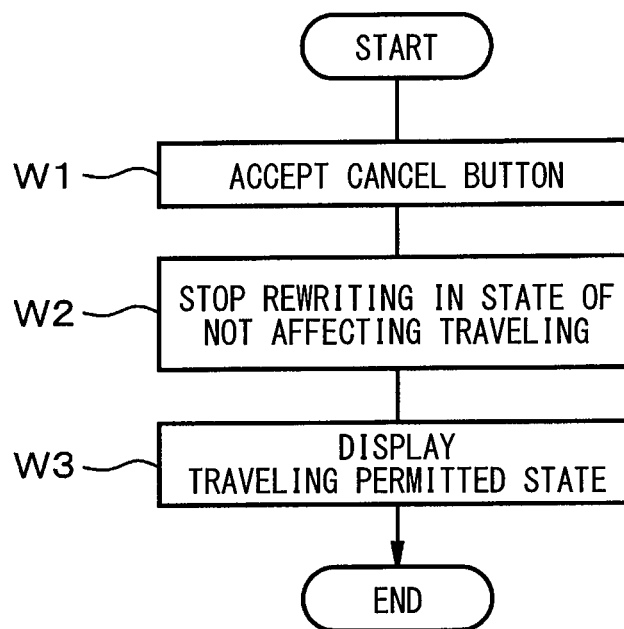 START
W1
ACCEPT CANCEL BUTTON
W2
STOP REWRITING IN STATE OF
NOT AFFECTING TRAVELING
W3
DISPLAY
TRAVELING PERMITTED STATE
END